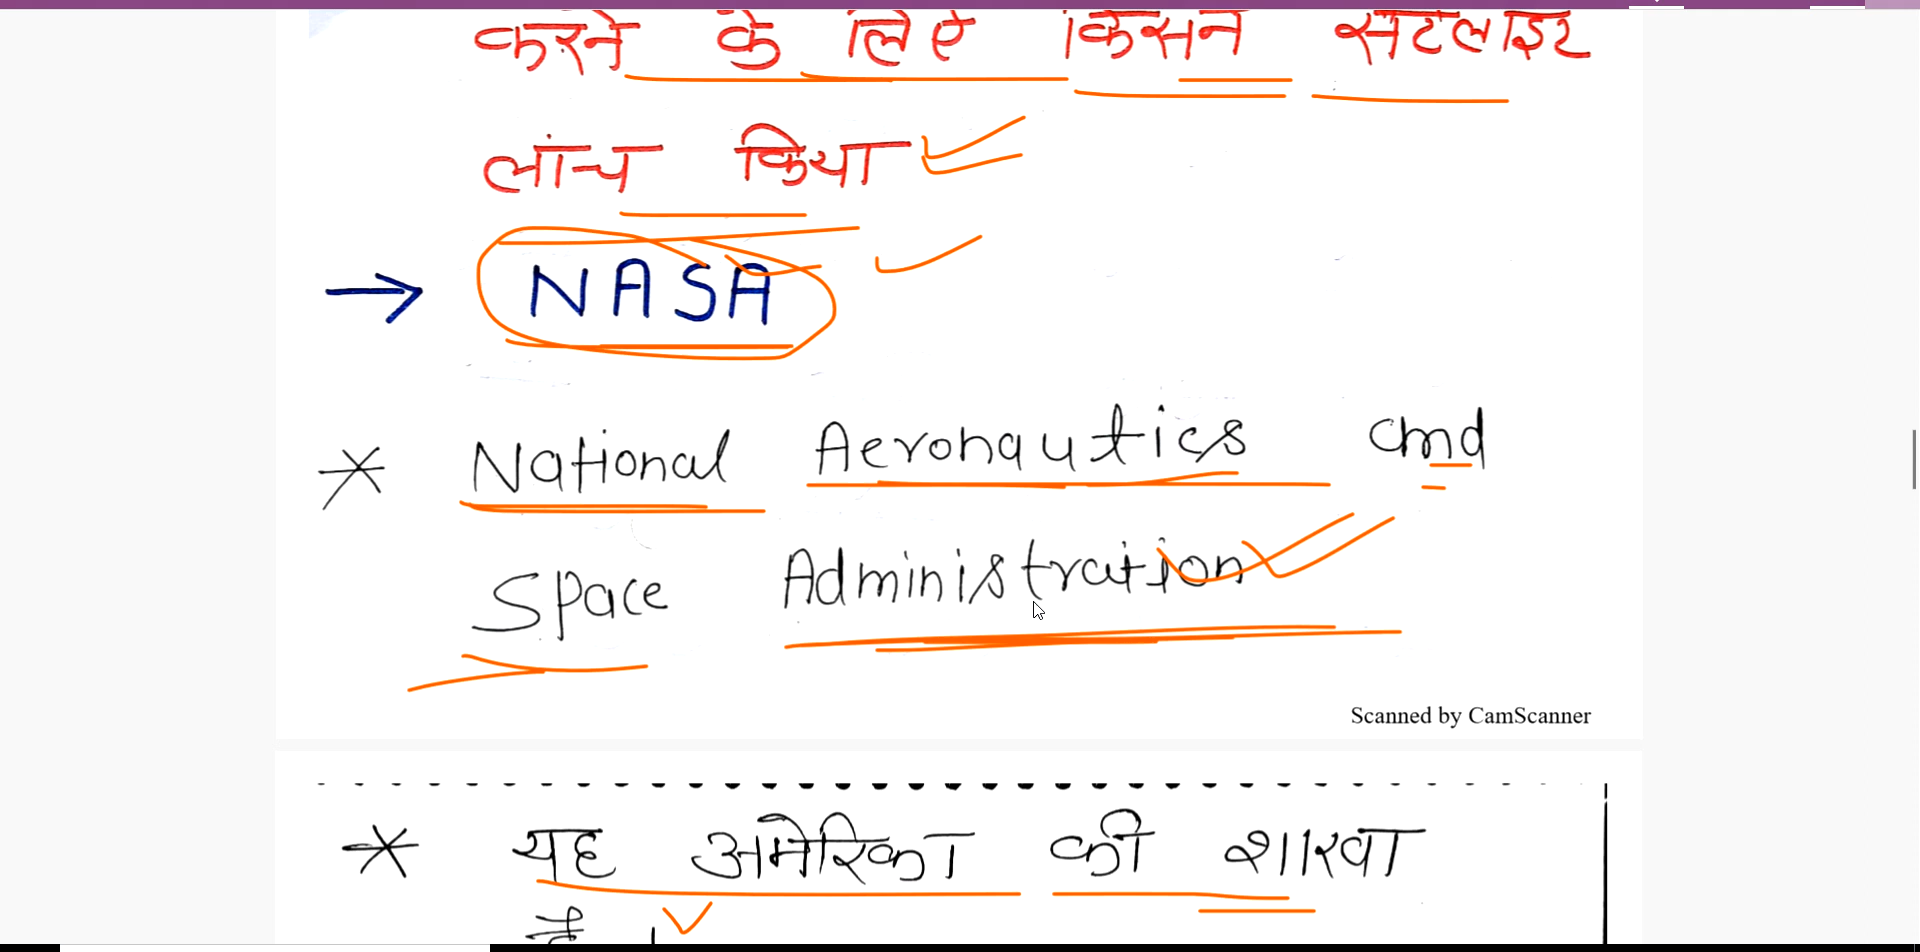 करने के लिए किसने सेटेलाइट
लांच किया
→ NASA
* National Aeronautics and
Space Administration
Scanned by CamScanner
* यह अमेरिका की शाखा
है।